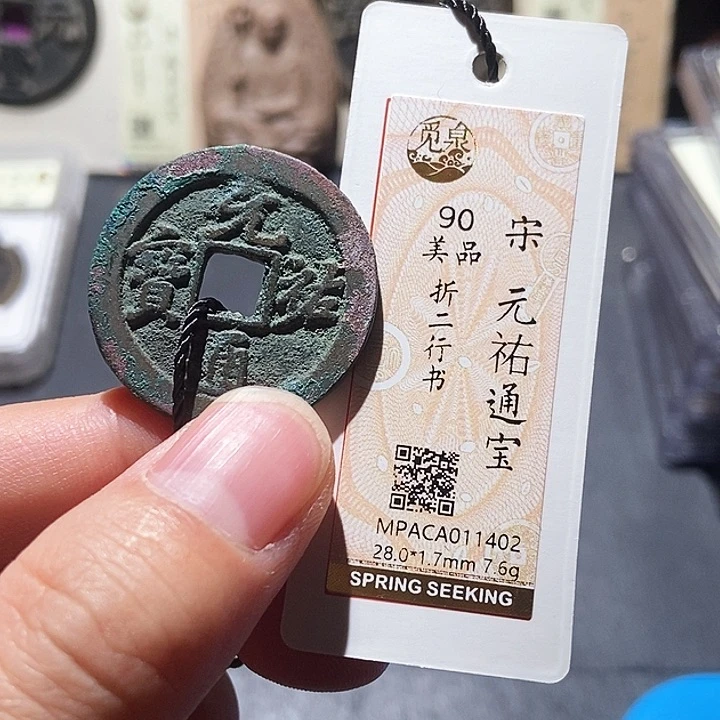 元
祐
通
寶
觅泉
宋 元祐通宝
90
美品
折二行书
MPACA011402
28.0*1.7mm 7.6g
SPRING SEEKING